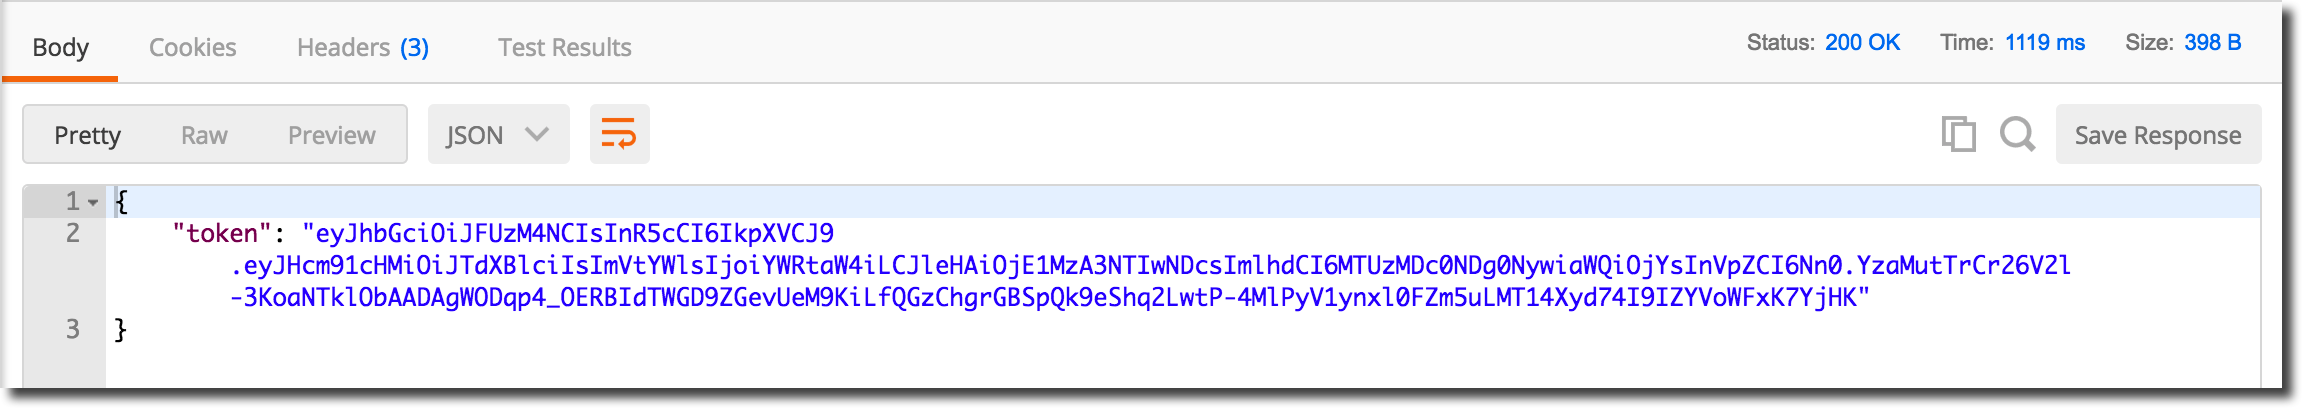 Body Cookies Headers (3) Test Results Status: 200 OK Time: 1119 ms Size: 398 B
Pretty Raw Preview JSON Save Response
1 {
2 "token": "eyJhbGciOiJFUzM4NCIsInR5cCI6IkpXVCJ9
.eyJHcm91cHMiOiJTdXBlciIsImVtYWlsIjoiYWRtaW4iLCJleHAiOjE1MzA3NTIwNDcsImlhdCI6MTUzMDc0NDg0NywiaWQiOjYsInVpZCI6Nn0.YzaMutTrCr26V2l
-3KoaNTklObAADAgWODqp4_OERBIdTWGD9ZGevUeM9KiLfQGzChgrGBSpQk9eShq2LwtP-4MlPyV1ynxl0FZm5uLMT14Xyd74I9IZYVoWFxK7YjHK"
3 }